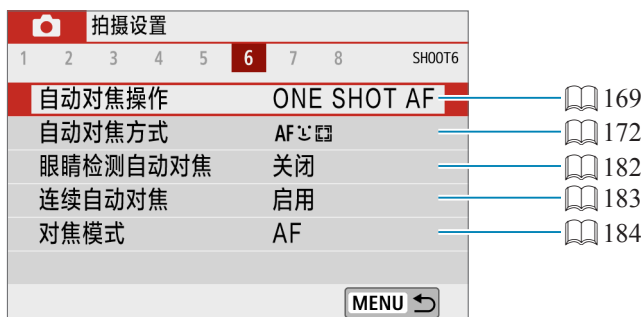 拍摄设置
1 2 3 4 5 6 7 8 SHOOT6
自动对焦操作 ONE SHOT AF 169
自动对焦方式 AF 172
眼睛检测自动对焦 关闭 182
连续自动对焦 启用 183
对焦模式 AF 184
MENU